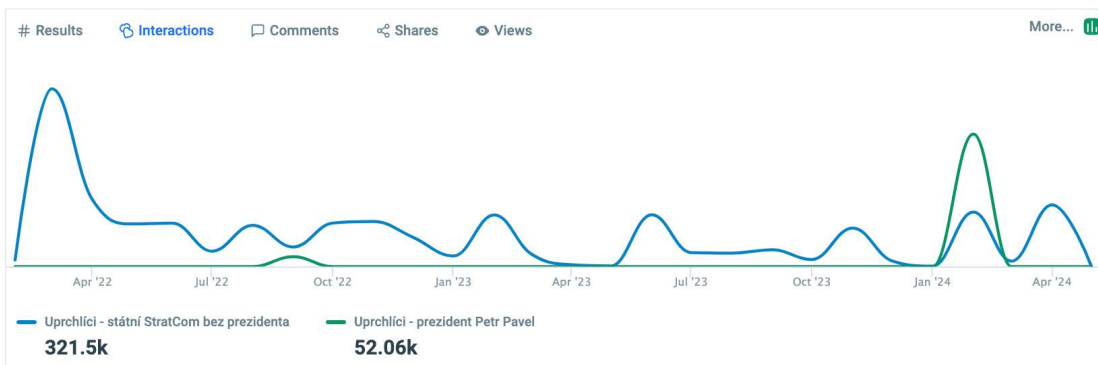 # Results Interactions Comments Shares Views More...
Apr '22 Jul '22 Oct '22 Jan '23 Apr '23 Jul '23 Oct '23 Jan '24 Apr '24
Uprchlíci - státní StratCom bez prezidenta Uprchlíci - prezident Petr Pavel
321.5k 52.06k